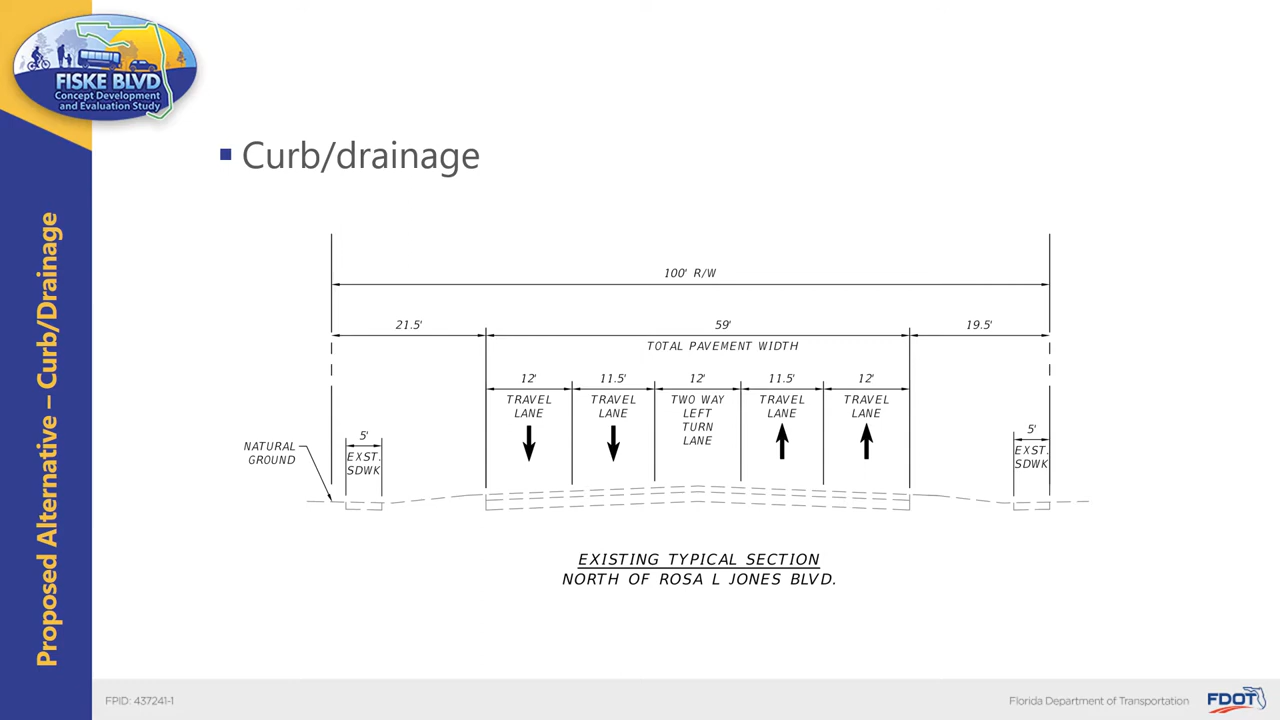 FISKE BLVD
Concept Development
and Evaluation Study
Proposed Alternative – Curb/Drainage
▪ Curb/drainage
100' R/W
21.5'
59'
19.5'
TOTAL PAVEMENT WIDTH
12'
11.5'
12'
11.5'
12'
TRAVEL
LANE
TRAVEL
LANE
TWO WAY
LEFT
TURN
LANE
TRAVEL
LANE
TRAVEL
LANE
NATURAL
GROUND
5'
EXST.
SDWK
5'
EXST.
SDWK
EXISTING TYPICAL SECTION
NORTH OF ROSA L JONES BLVD.
FPID: 437241-1
Florida Department of Transportation
FDOT